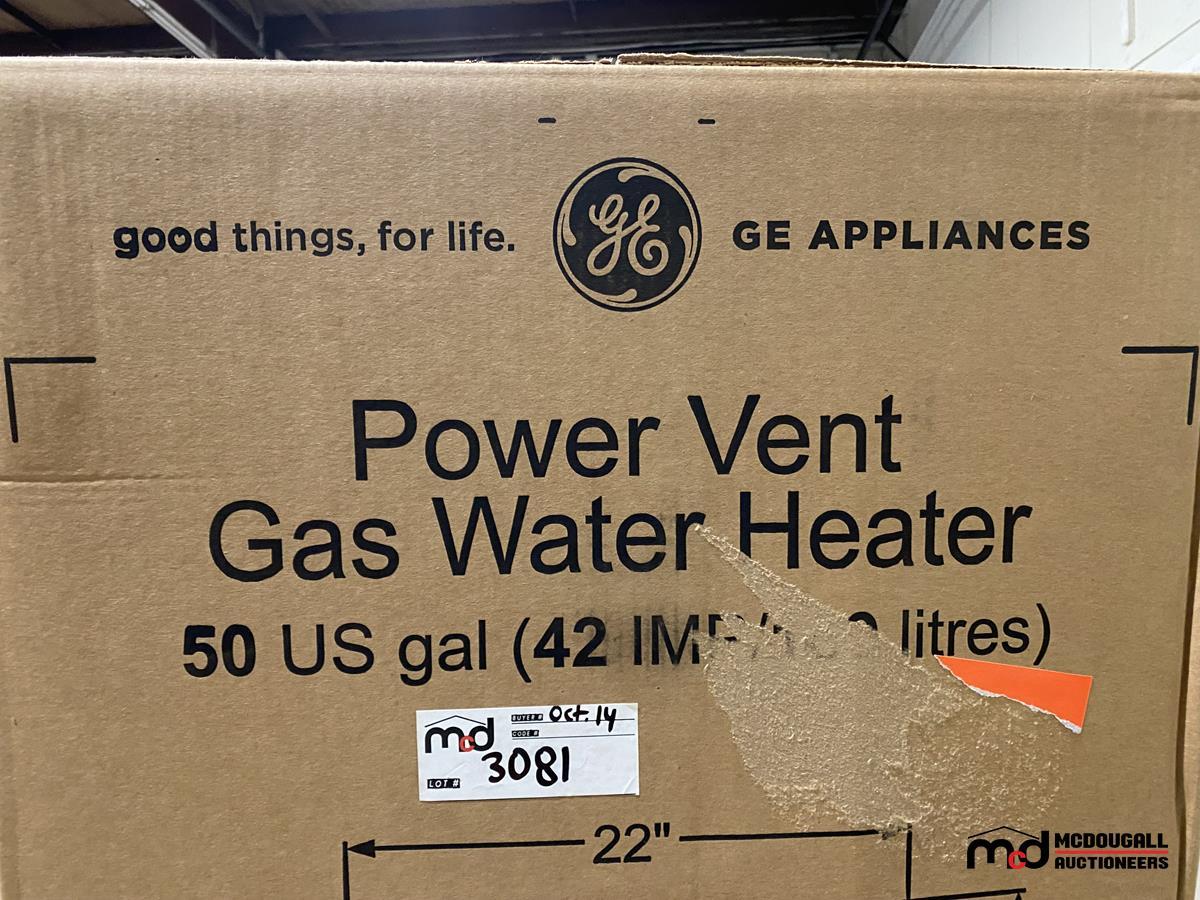 good things, for life. GE GE APPLIANCES
Power Vent
Gas Water Heater
50 US gal (42 litres)
mcd BUYER # Oct. 14
CODE #
LOT # 3081
22"
mcd MCDOUGALL
AUCTIONEERS